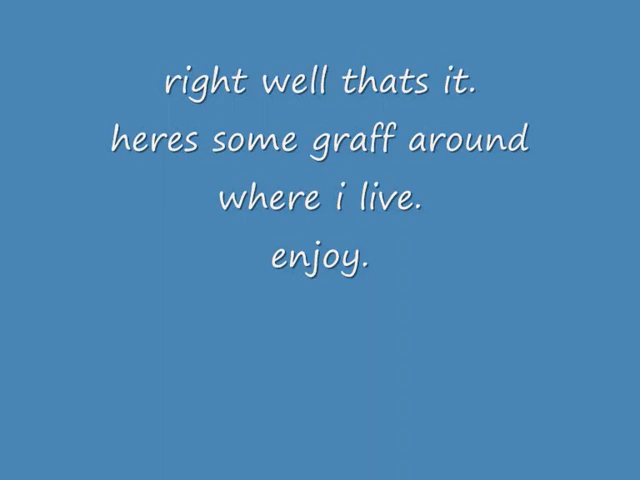 right well thats it.
heres some graff around
where i live.
enjoy.